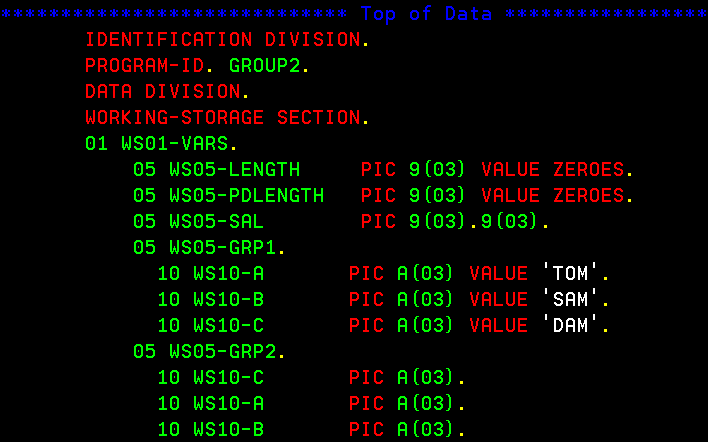 ***************************** Top of Data *****************
IDENTIFICATION DIVISION.
PROGRAM-ID. GROUP2.
DATA DIVISION.
WORKING-STORAGE SECTION.
01 WS01-VARS.
05 WS05-LENGTH PIC 9(03) VALUE ZEROES.
05 WS05-PDLENGTH PIC 9(03) VALUE ZEROES.
05 WS05-SAL PIC 9(03).9(03).
05 WS05-GRP1.
10 WS10-A PIC A(03) VALUE 'TOM'.
10 WS10-B PIC A(03) VALUE 'SAM'.
10 WS10-C PIC A(03) VALUE 'DAM'.
05 WS05-GRP2.
10 WS10-C PIC A(03).
10 WS10-A PIC A(03).
10 WS10-B PIC A(03).